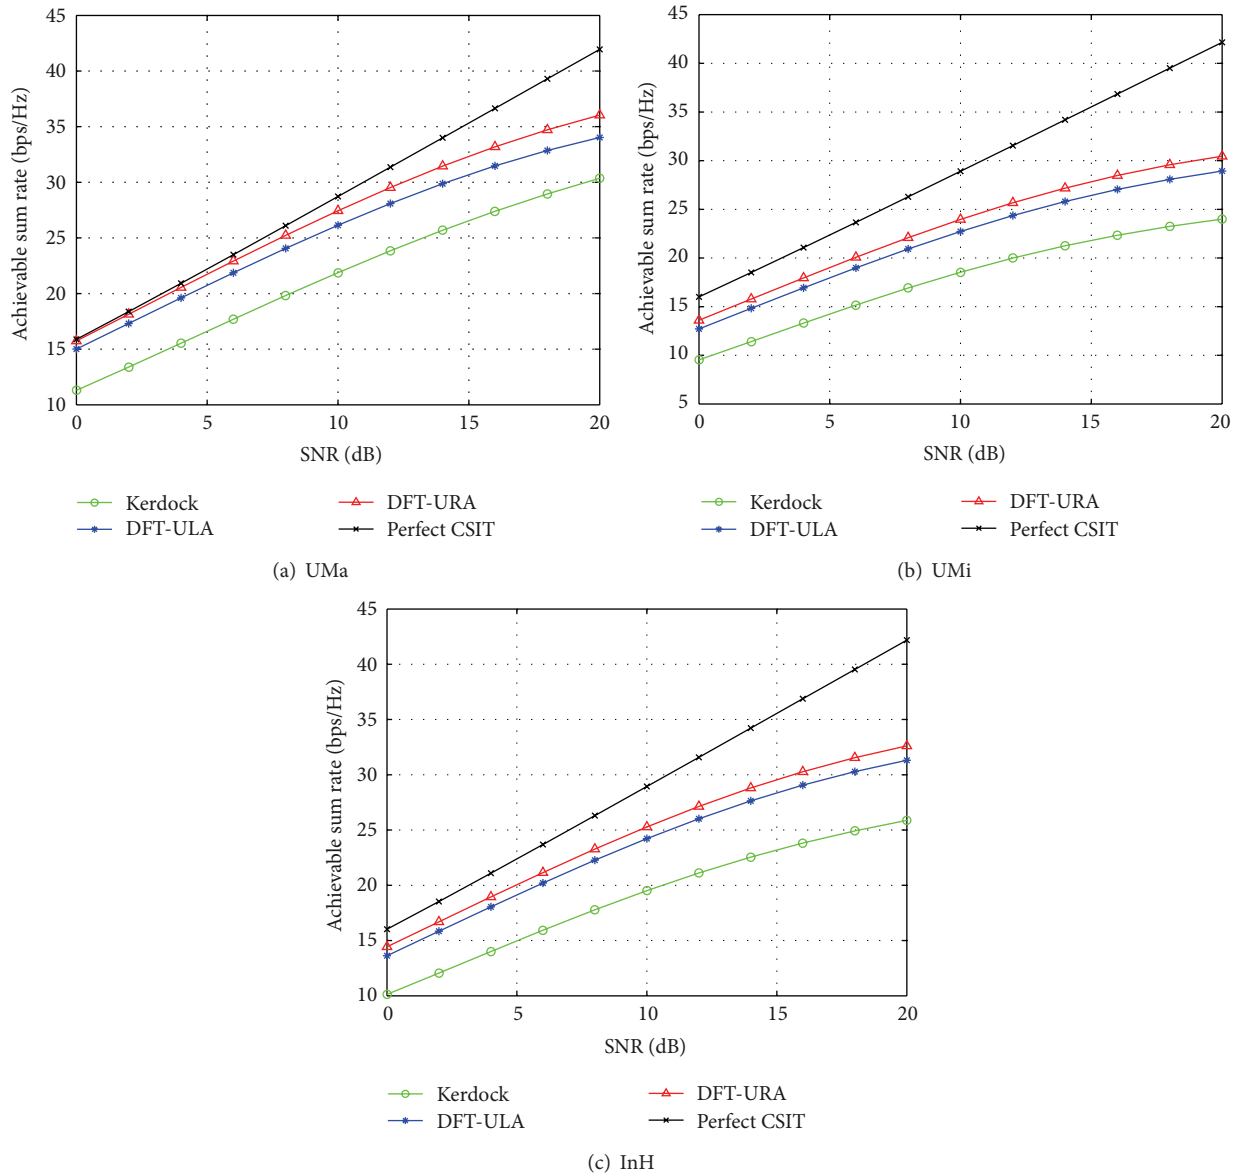 45
40
35
30
25
20
15
10
Achievable sum rate (bps/Hz)
0 5 10 15 20
SNR (dB)
Kerdock
DFT-ULA
DFT-URA
Perfect CSIT
(a) UMa
45
40
35
30
25
20
15
10
5
Achievable sum rate (bps/Hz)
0 5 10 15 20
SNR (dB)
Kerdock
DFT-ULA
DFT-URA
Perfect CSIT
(b) UMi
45
40
35
30
25
20
15
10
Achievable sum rate (bps/Hz)
0 5 10 15 20
SNR (dB)
Kerdock
DFT-ULA
DFT-URA
Perfect CSIT
(c) InH